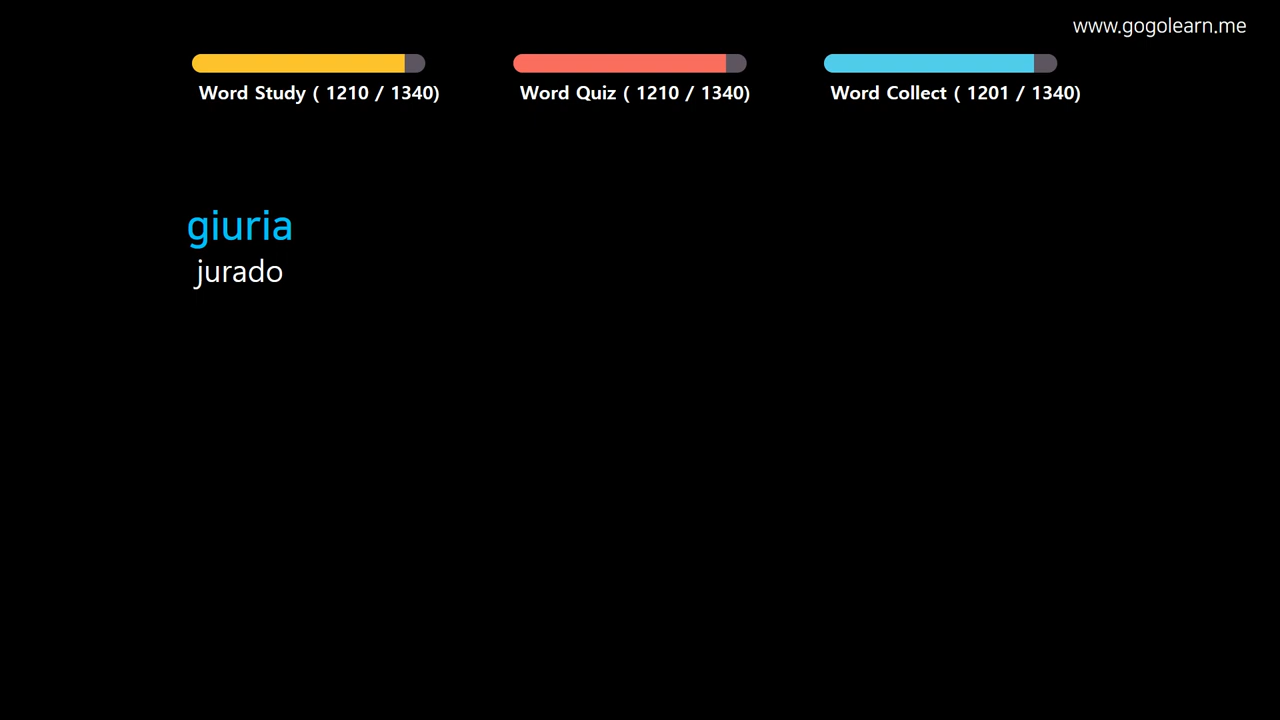 www.gogolearn.me
Word Study ( 1210 / 1340)
Word Quiz ( 1210 / 1340)
Word Collect ( 1201 / 1340)
giuria
jurado